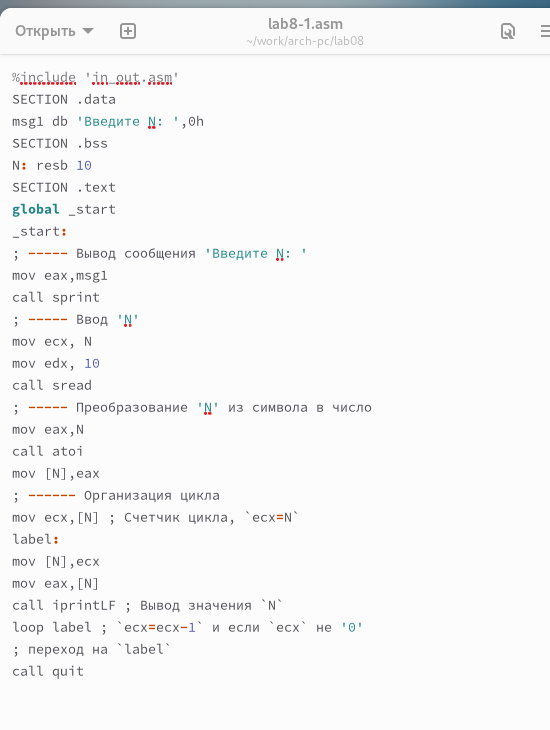 Открыть
lab8-1.asm
~/work/arch-pc/lab08
%include 'in_out.asm'
SECTION .data
msg1 db 'Введите N: ',0h
SECTION .bss
N: resb 10
SECTION .text
global _start
_start:
; ----- Вывод сообщения 'Введите N: '
mov eax,msg1
call sprint
; ----- Ввод 'N'
mov ecx, N
mov edx, 10
call sread
; ----- Преобразование 'N' из символа в число
mov eax,N
call atoi
mov [N],eax
; ------ Организация цикла
mov ecx,[N] ; Счетчик цикла, `ecx=N`
label:
mov [N],ecx
mov eax,[N]
call iprintLF ; Вывод значения `N`
loop label ; `ecx=ecx-1` и если `ecx` не '0'
; переход на `label`
call quit